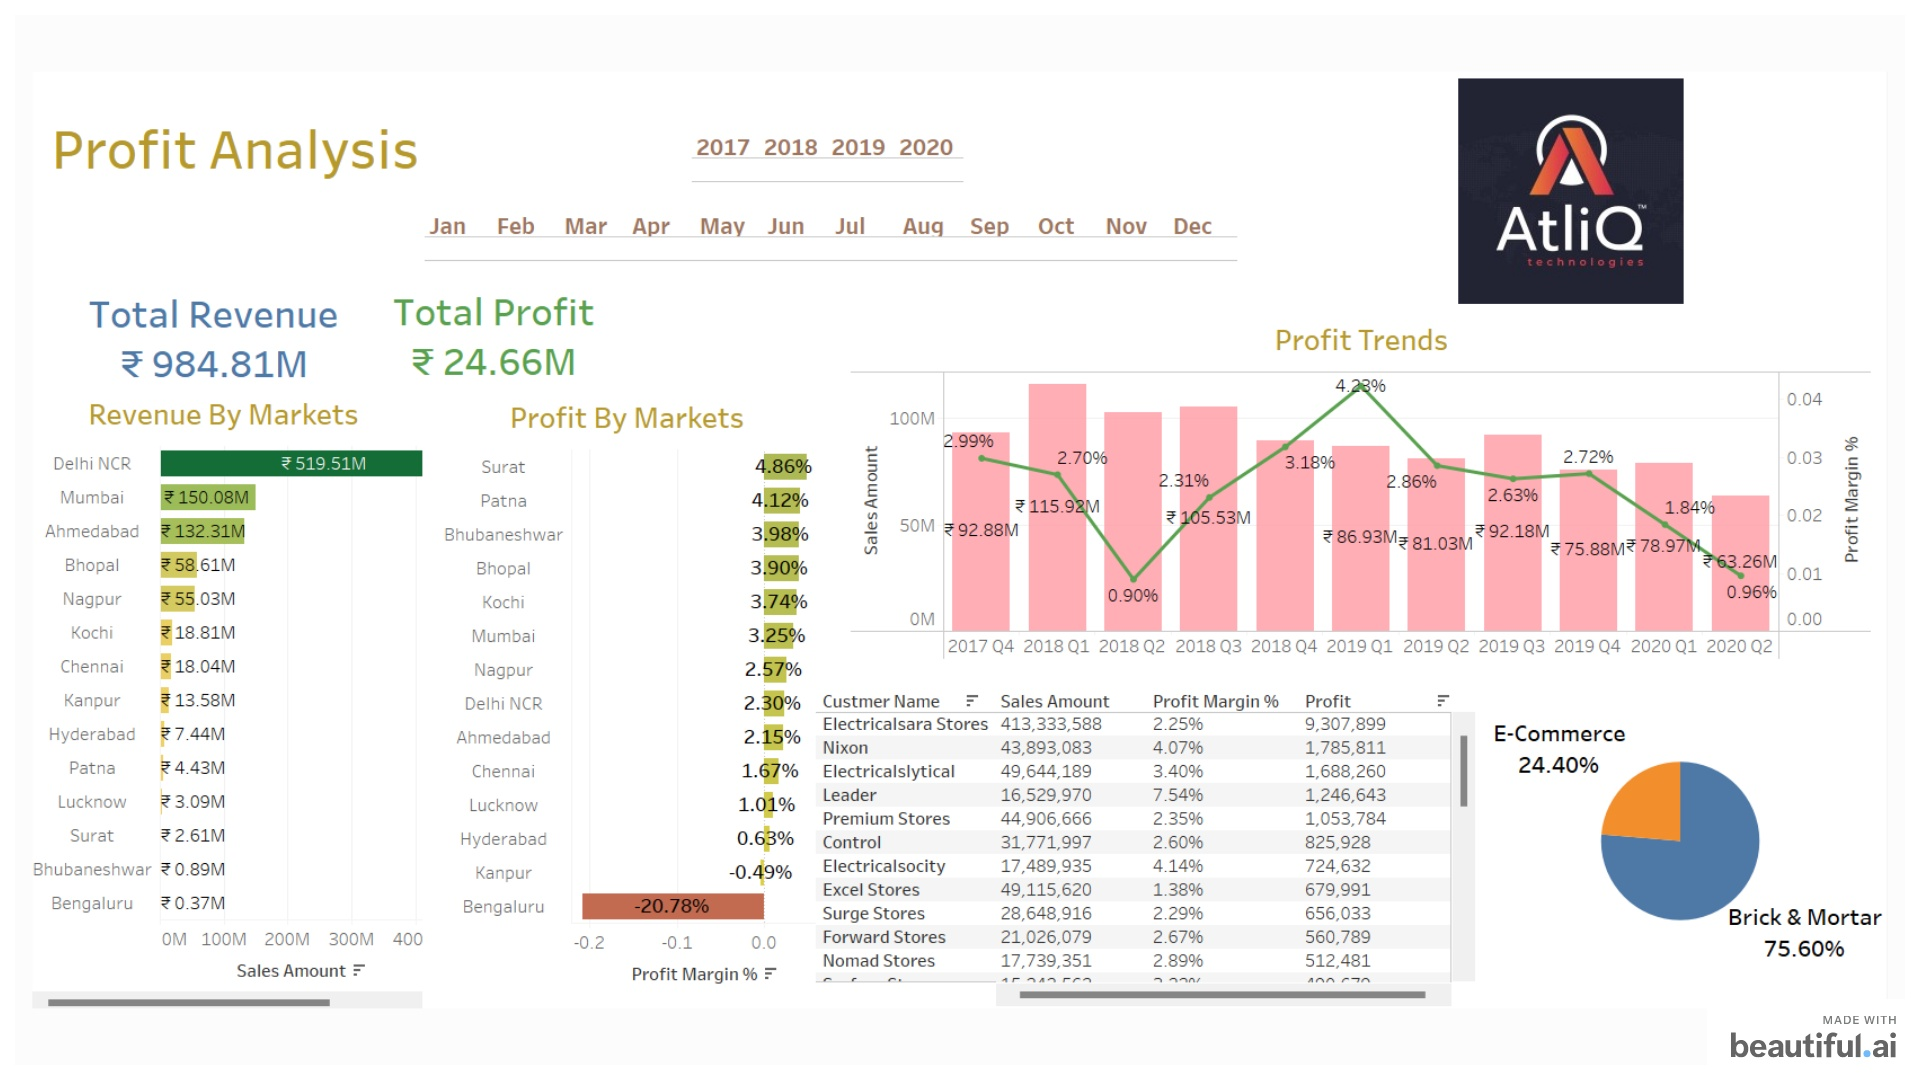 Profit Analysis
2017 2018 2019 2020
Jan Feb Mar Apr May Jun Jul Aug Sep Oct Nov Dec
AtliQ™
technologies
Total Revenue
₹ 984.81M
Total Profit
₹ 24.66M
Revenue By Markets
Delhi NCR ₹ 519.51M
Mumbai ₹ 150.08M
Ahmedabad ₹ 132.31M
Bhopal ₹ 58.61M
Nagpur ₹ 55.03M
Kochi ₹ 18.81M
Chennai ₹ 18.04M
Kanpur ₹ 13.58M
Hyderabad ₹ 7.44M
Patna ₹ 4.43M
Lucknow ₹ 3.09M
Surat ₹ 2.61M
Bhubaneshwar ₹ 0.89M
Bengaluru ₹ 0.37M
0M 100M 200M 300M 400
Sales Amount
Profit By Markets
Surat 4.86%
Patna 4.12%
Bhubaneshwar 3.98%
Bhopal 3.90%
Kochi 3.74%
Mumbai 3.25%
Nagpur 2.57%
Delhi NCR 2.30%
Ahmedabad 2.15%
Chennai 1.67%
Lucknow 1.01%
Hyderabad 0.63%
Kanpur -0.49%
Bengaluru -20.78%
-0.2 -0.1 0.0
Profit Margin %
Profit Trends
Sales Amount
100M
50M
0M
2.99% 2.70% 0.90% 2.31% 3.18% 4.23% 2.86% 2.63% 2.72% 1.84% 0.96%
₹ 92.88M ₹ 115.92M ₹ 105.53M ₹ 86.93M ₹ 81.03M ₹ 92.18M ₹ 75.88M ₹ 78.97M ₹ 63.26M
0.04
0.03
0.02
0.01
0.00
Profit Margin %
2017 Q4 2018 Q1 2018 Q2 2018 Q3 2018 Q4 2019 Q1 2019 Q2 2019 Q3 2019 Q4 2020 Q1 2020 Q2
Custmer Name Sales Amount Profit Margin % Profit
Electricalsara Stores 413,333,588 2.25% 9,307,899
Nixon 43,893,083 4.07% 1,785,811
Electricalslytical 49,644,189 3.40% 1,688,260
Leader 16,529,970 7.54% 1,246,643
Premium Stores 44,906,666 2.35% 1,053,784
Control 31,771,997 2.60% 825,928
Electricalsocity 17,489,935 4.14% 724,632
Excel Stores 49,115,620 1.38% 679,991
Surge Stores 28,648,916 2.29% 656,033
Forward Stores 21,026,079 2.67% 560,789
Nomad Stores 17,739,351 2.89% 512,481
E-Commerce
24.40%
Brick & Mortar
75.60%
MADE WITH
beautiful.ai